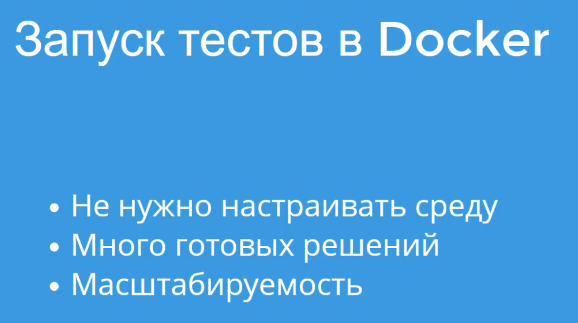 Запуск тестов в Docker
• Не нужно настраивать среду
• Много готовых решений
• Масштабируемость